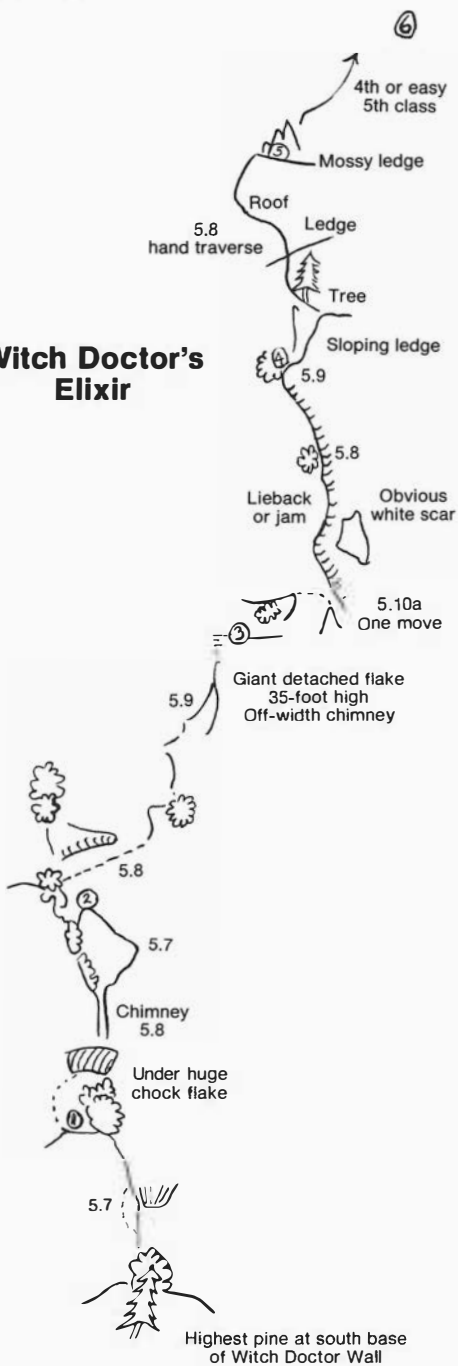 6
4th or easy
5th class
5
Mossy ledge
Roof
5.8
hand traverse
Ledge
Tree
Sloping ledge
4
5.9
Witch Doctor's
Elixir
5.8
Lieback
or jam
Obvious
white scar
5.10a
One move
3
Giant detached flake
35-foot high
Off-width chimney
5.9
5.8
2
5.7
Chimney
5.8
Under huge
chock flake
1
5.7
Highest pine at south base
of Witch Doctor Wall